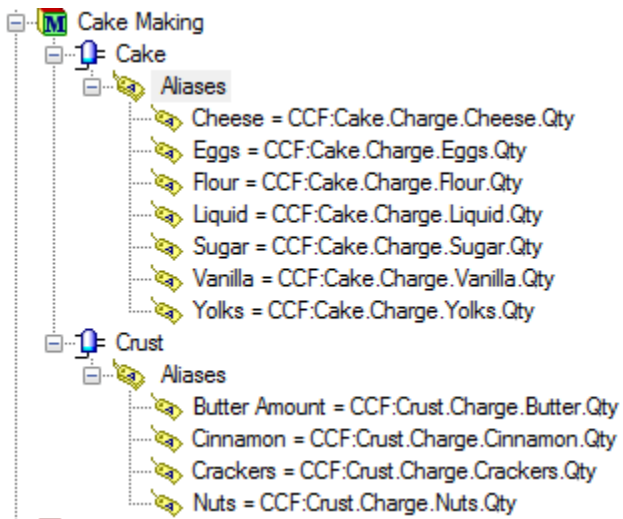 Cake Making
Cake
Aliases
Cheese = CCF:Cake.Charge.Cheese.Qty
Eggs = CCF:Cake.Charge.Eggs.Qty
Flour = CCF:Cake.Charge.Flour.Qty
Liquid = CCF:Cake.Charge.Liquid.Qty
Sugar = CCF:Cake.Charge.Sugar.Qty
Vanilla = CCF:Cake.Charge.Vanilla.Qty
Yolks = CCF:Cake.Charge.Yolks.Qty
Crust
Aliases
Butter Amount = CCF:Crust.Charge.Butter.Qty
Cinnamon = CCF:Crust.Charge.Cinnamon.Qty
Crackers = CCF:Crust.Charge.Crackers.Qty
Nuts = CCF:Crust.Charge.Nuts.Qty